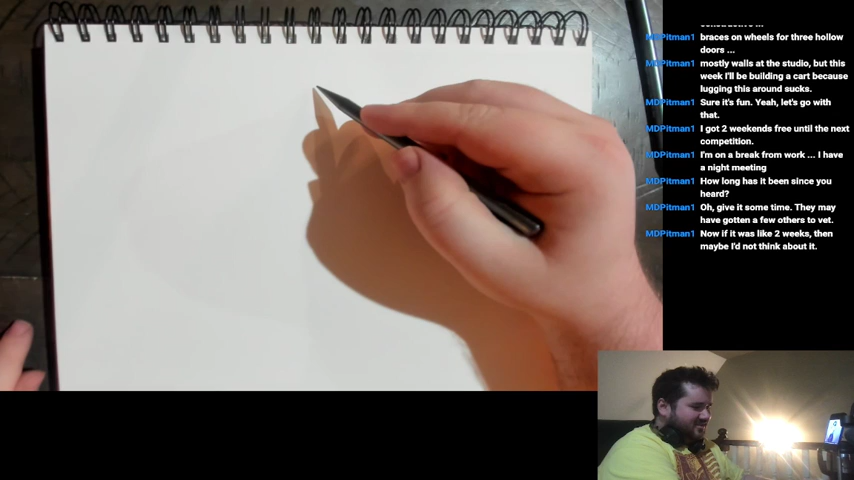 MDPitman1 braces on wheels for three hollow
doors ...
MDPitman1 mostly walls at the studio, but this
week I'll be building a cart because
lugging this around sucks.
MDPitman1 Sure it's fun. Yeah, let's go with
that.
MDPitman1 I got 2 weekends free until the next
competition.
MDPitman1 I'm on a break from work ... I have
a night meeting
MDPitman1 How long has it been since you
heard?
MDPitman1 Oh, give it some time. They may
have gotten a few others to vet.
MDPitman1 Now if it was like 2 weeks, then
maybe I'd not think about it.